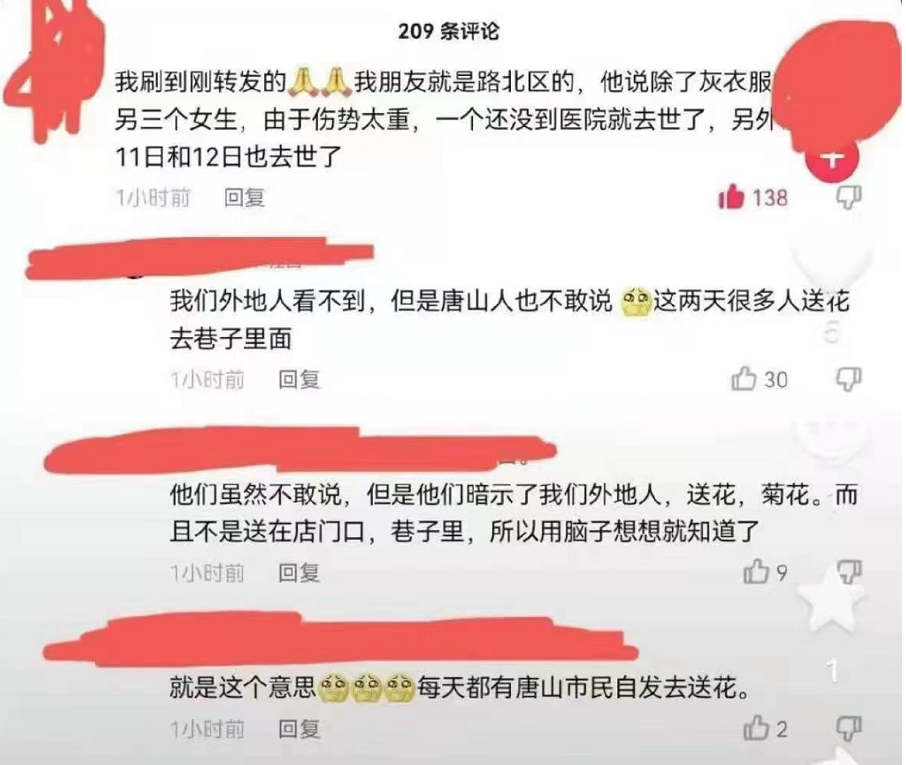 209 条评论
我刷到刚转发的🙏🙏我朋友就是路北区的，他说除了灰衣服
另三个女生，由于伤势太重，一个还没到医院就去世了，另外
11日和12日也去世了
1小时前 回复 138
我们外地人看不到，但是唐山人也不敢说 这两天很多人送花
去巷子里面
6
1小时前 回复 30
他们虽然不敢说，但是他们暗示了我们外地人，送花，菊花。而
且不是送在店门口，巷子里，所以用脑子想想就知道了
1小时前 回复 9
就是这个意思 每天都有唐山市民自发去送花。
1
1小时前 回复 2